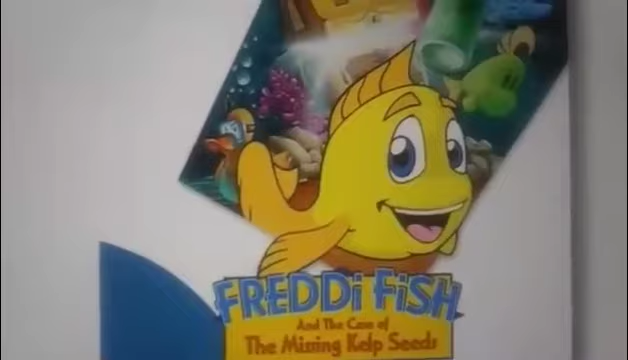 FREDDi FiSH
And The Case of
The Missing Kelp Seeds